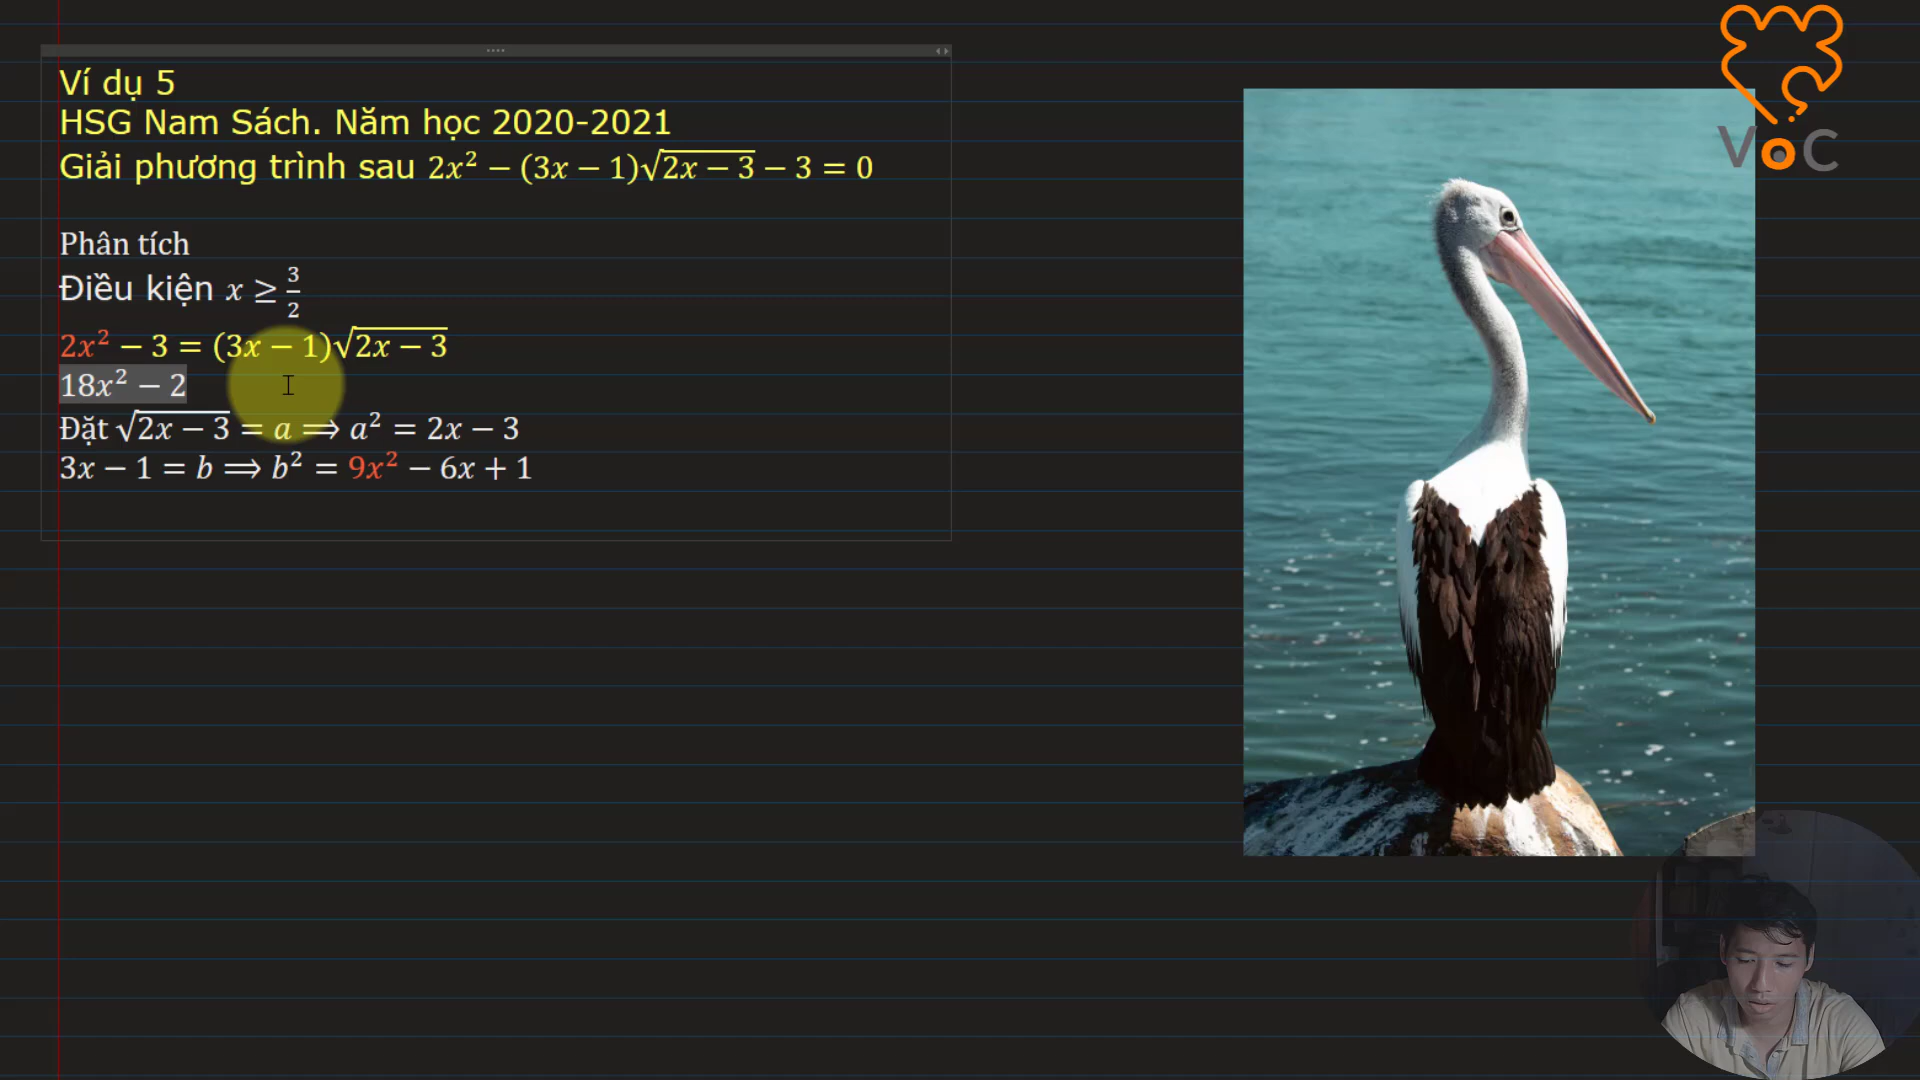 Ví dụ 5
HSG Nam Sách. Năm học 2020-2021
Giải phương trình sau 2x² − (3x − 1)√(2x − 3) − 3 = 0
Phân tích
Điều kiện x ≥ 3/2
2x² − 3 = (3x − 1)√(2x − 3)
18x² − 2
Đặt √(2x − 3) = a ⟹ a² = 2x − 3
3x − 1 = b ⟹ b² = 9x² − 6x + 1
VoC